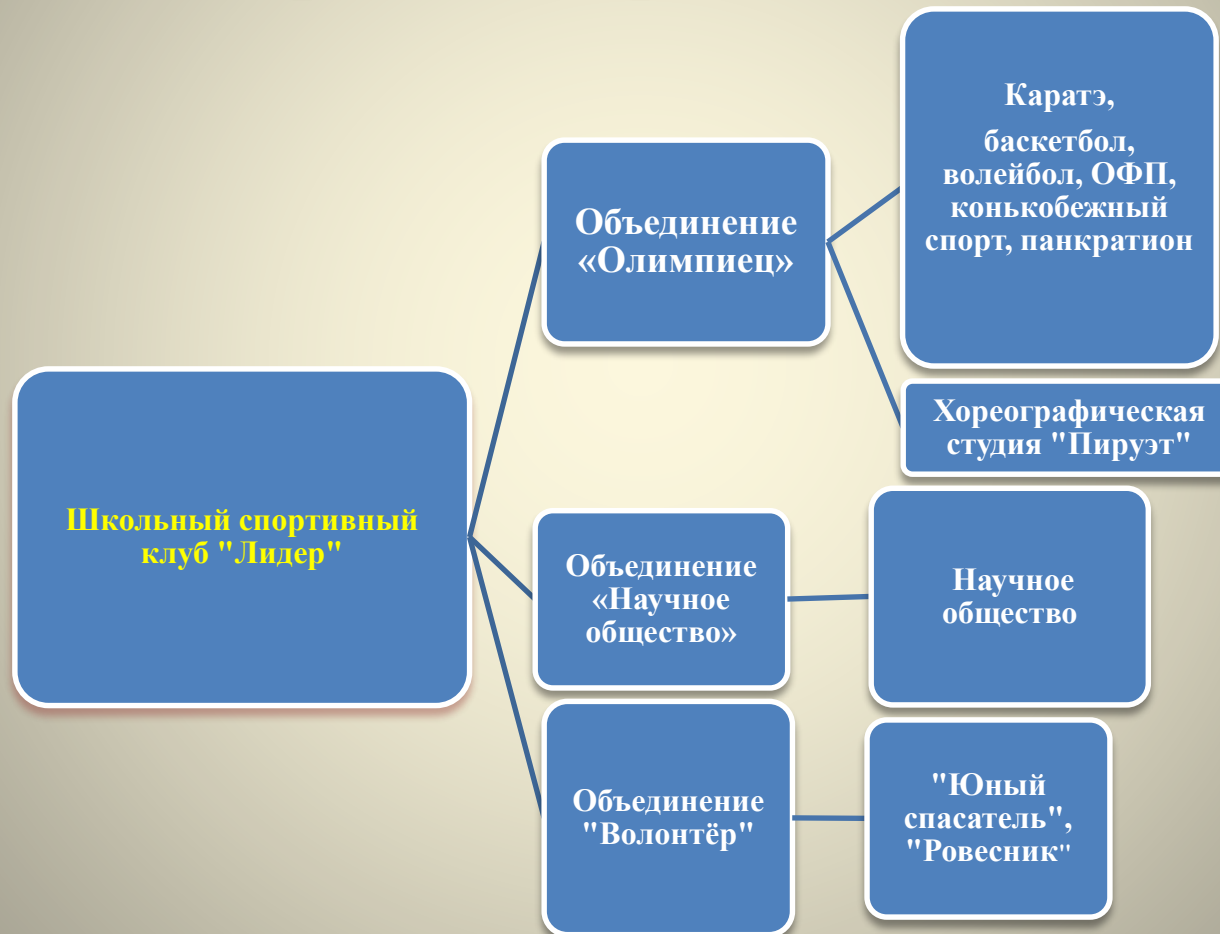 Школьный спортивный
клуб "Лидер"
Объединение
«Олимпиец»
Каратэ,
баскетбол,
волейбол, ОФП,
конькобежный
спорт, панкратион
Хореографическая
студия "Пируэт"
Объединение
«Научное
общество»
Научное
общество
Объединение
"Волонтёр"
"Юный
спасатель",
"Ровесник"